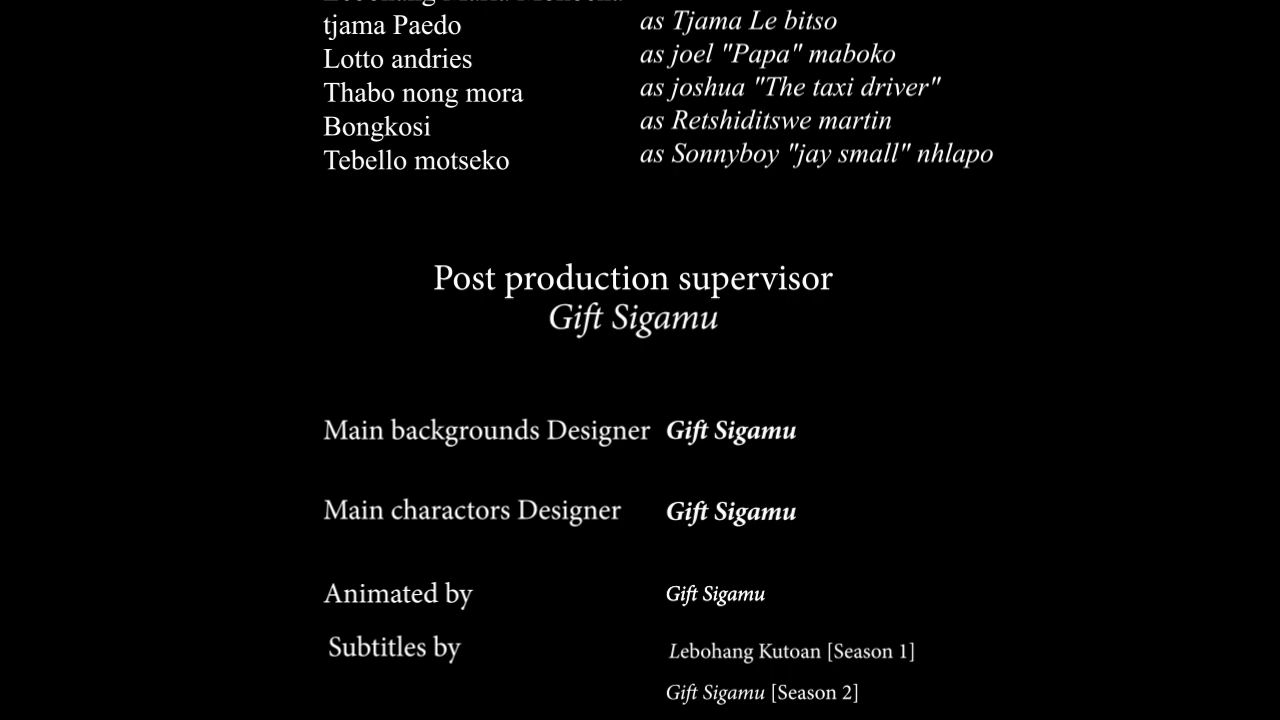 tjama Paedo as Tjama Le bitso
Lotto andries as joel "Papa" maboko
Thabo nong mora as joshua "The taxi driver"
Bongkosi as Retshiditswe martin
Tebello motseko as Sonnyboy "jay small" nhlapo
Post production supervisor
Gift Sigamu
Main backgrounds Designer Gift Sigamu
Main charactors Designer Gift Sigamu
Animated by Gift Sigamu
Subtitles by Lebohang Kutoan [Season 1]
Gift Sigamu [Season 2]